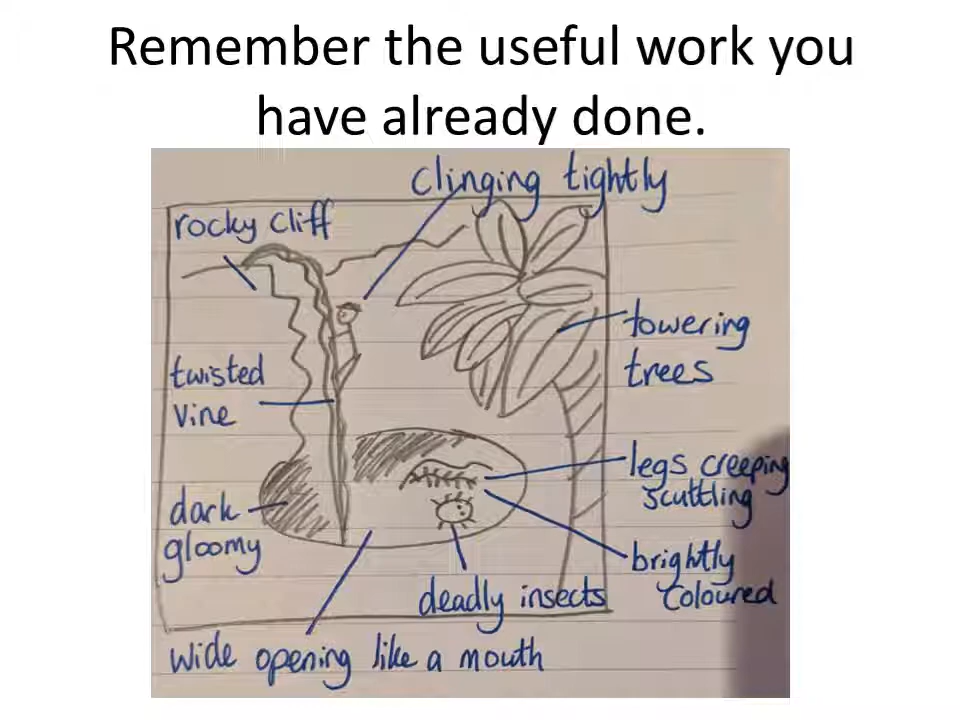 Remember the useful work you
have already done.
clinging tightly
rocky cliff
towering
trees
twisted
vine
legs creeping
scuttling
dark
gloomy
brightly
coloured
deadly insects
wide opening like a mouth